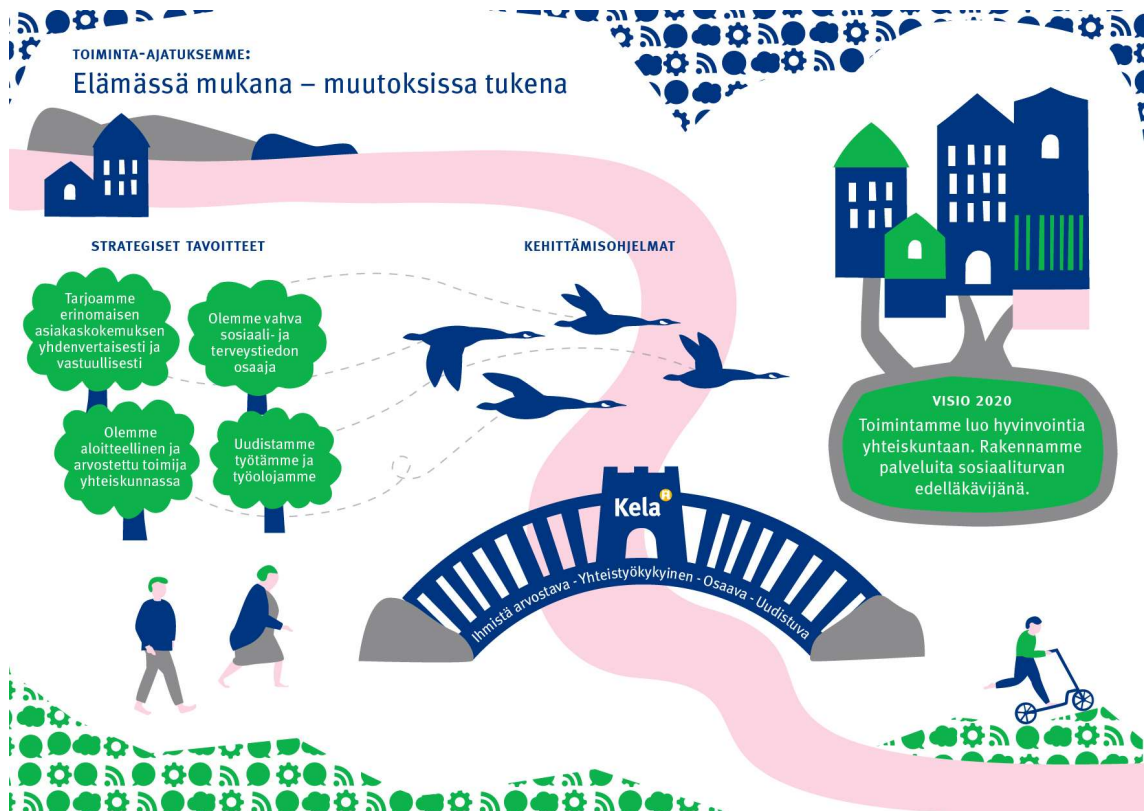 TOIMINTA-AJATUKSEMME:
Elämässä mukana – muutoksissa tukena
STRATEGISET TAVOITTEET
Tarjoamme
erinomaisen
asiakaskokemuksen
yhdenvertaisesti ja
vastuullisesti
Olemme vahva
sosiaali- ja
terveystiedon
osaaja
Olemme
aloitteellinen ja
arvostettu toimija
yhteiskunnassa
Uudistamme
työtämme ja
työolojamme
KEHITTÄMISOHJELMAT
VISIO 2020
Toimintamme luo hyvinvointia
yhteiskuntaan. Rakennamme
palveluita sosiaaliturvan
edelläkävijänä.
Kela
Ihmistä arvostava - Yhteistyökykyinen - Osaava - Uudistuva